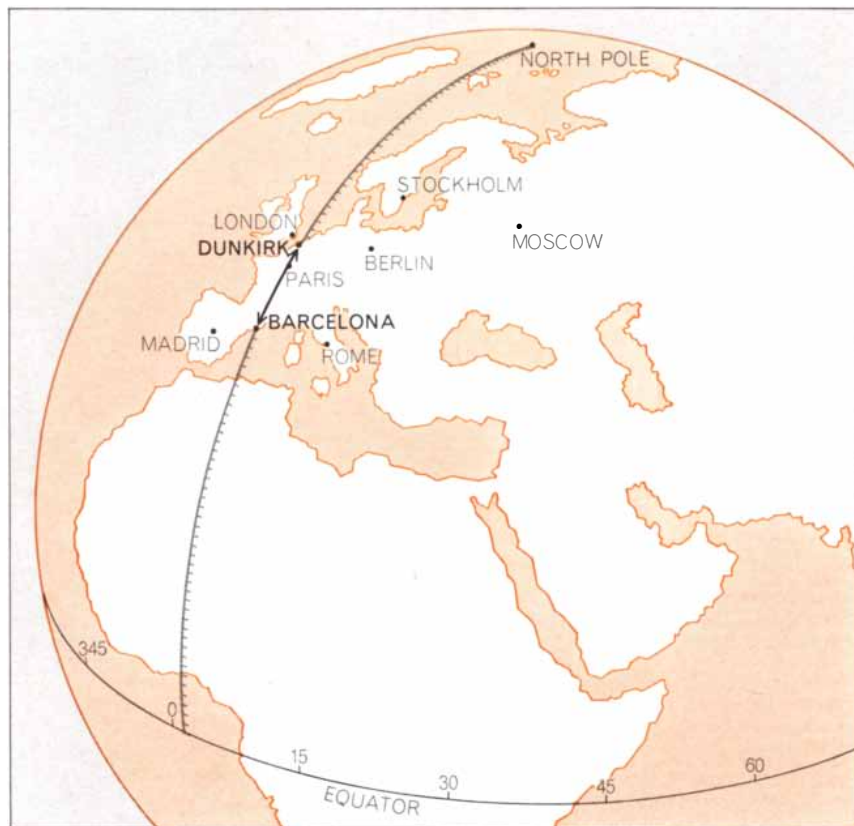 NORTH POLE
STOCKHOLM
LONDON
MOSCOW
DUNKIRK
BERLIN
PARIS
BARCELONA
MADRID
ROME
345
0
15
60
30
45
EQUATOR